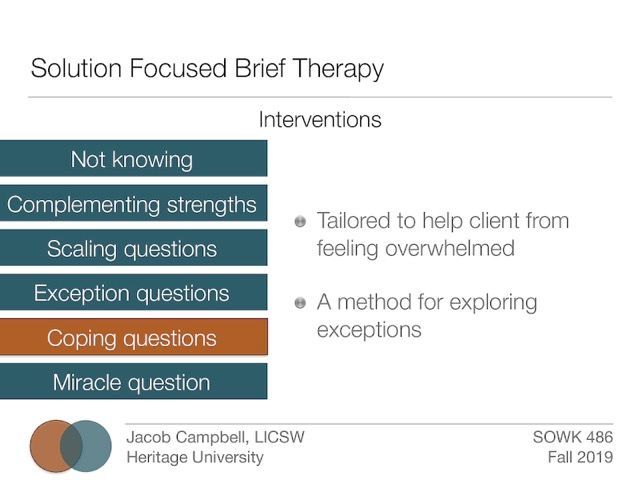 Solution Focused Brief Therapy
Interventions
Not knowing
Complementing strengths
Scaling questions
Exception questions
Coping questions
Miracle question
Tailored to help client from
feeling overwhelmed
A method for exploring
exceptions
Jacob Campbell, LICSW
Heritage University
SOWK 486
Fall 2019